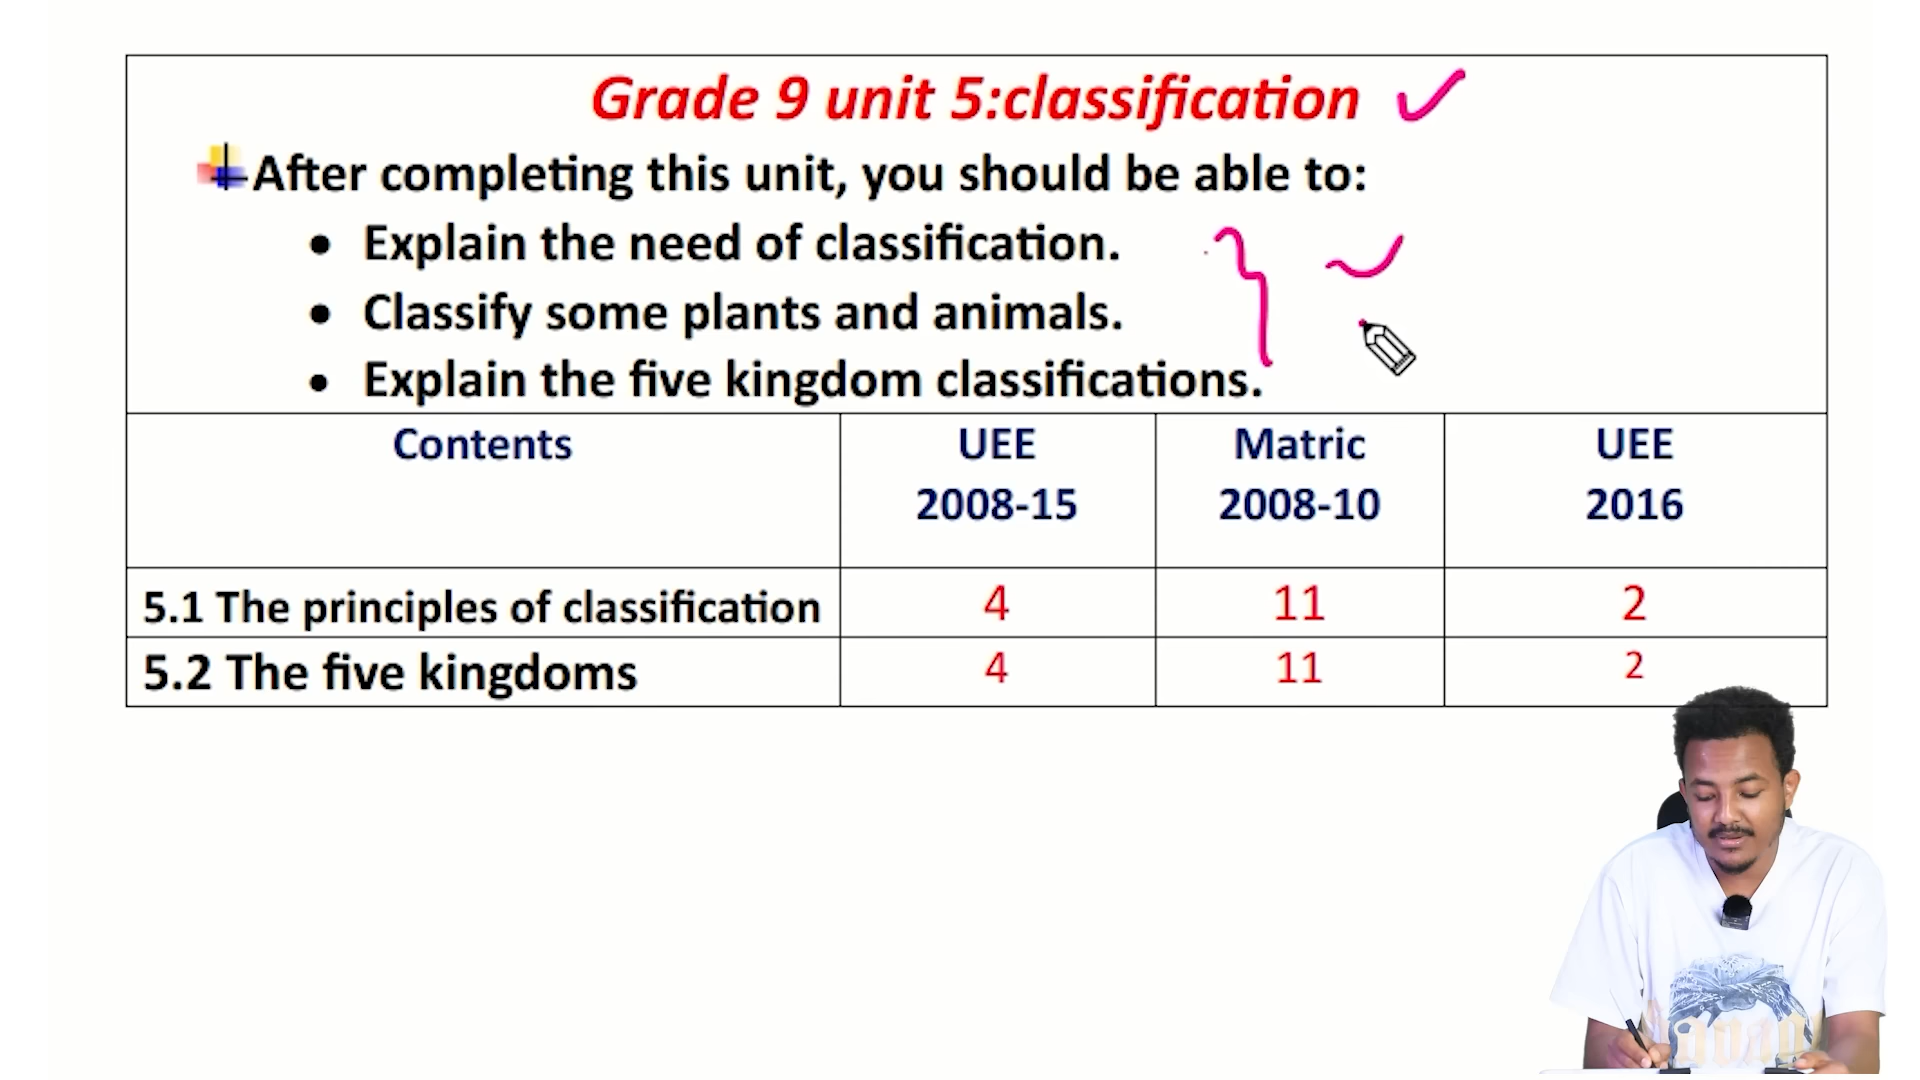 Grade 9 unit 5:classification
After completing this unit, you should be able to:
• Explain the need of classification.
• Classify some plants and animals.
• Explain the five kingdom classifications.
Contents UEE 2008-15 Matric 2008-10 UEE 2016
5.1 The principles of classification 4 11 2
5.2 The five kingdoms 4 11 2